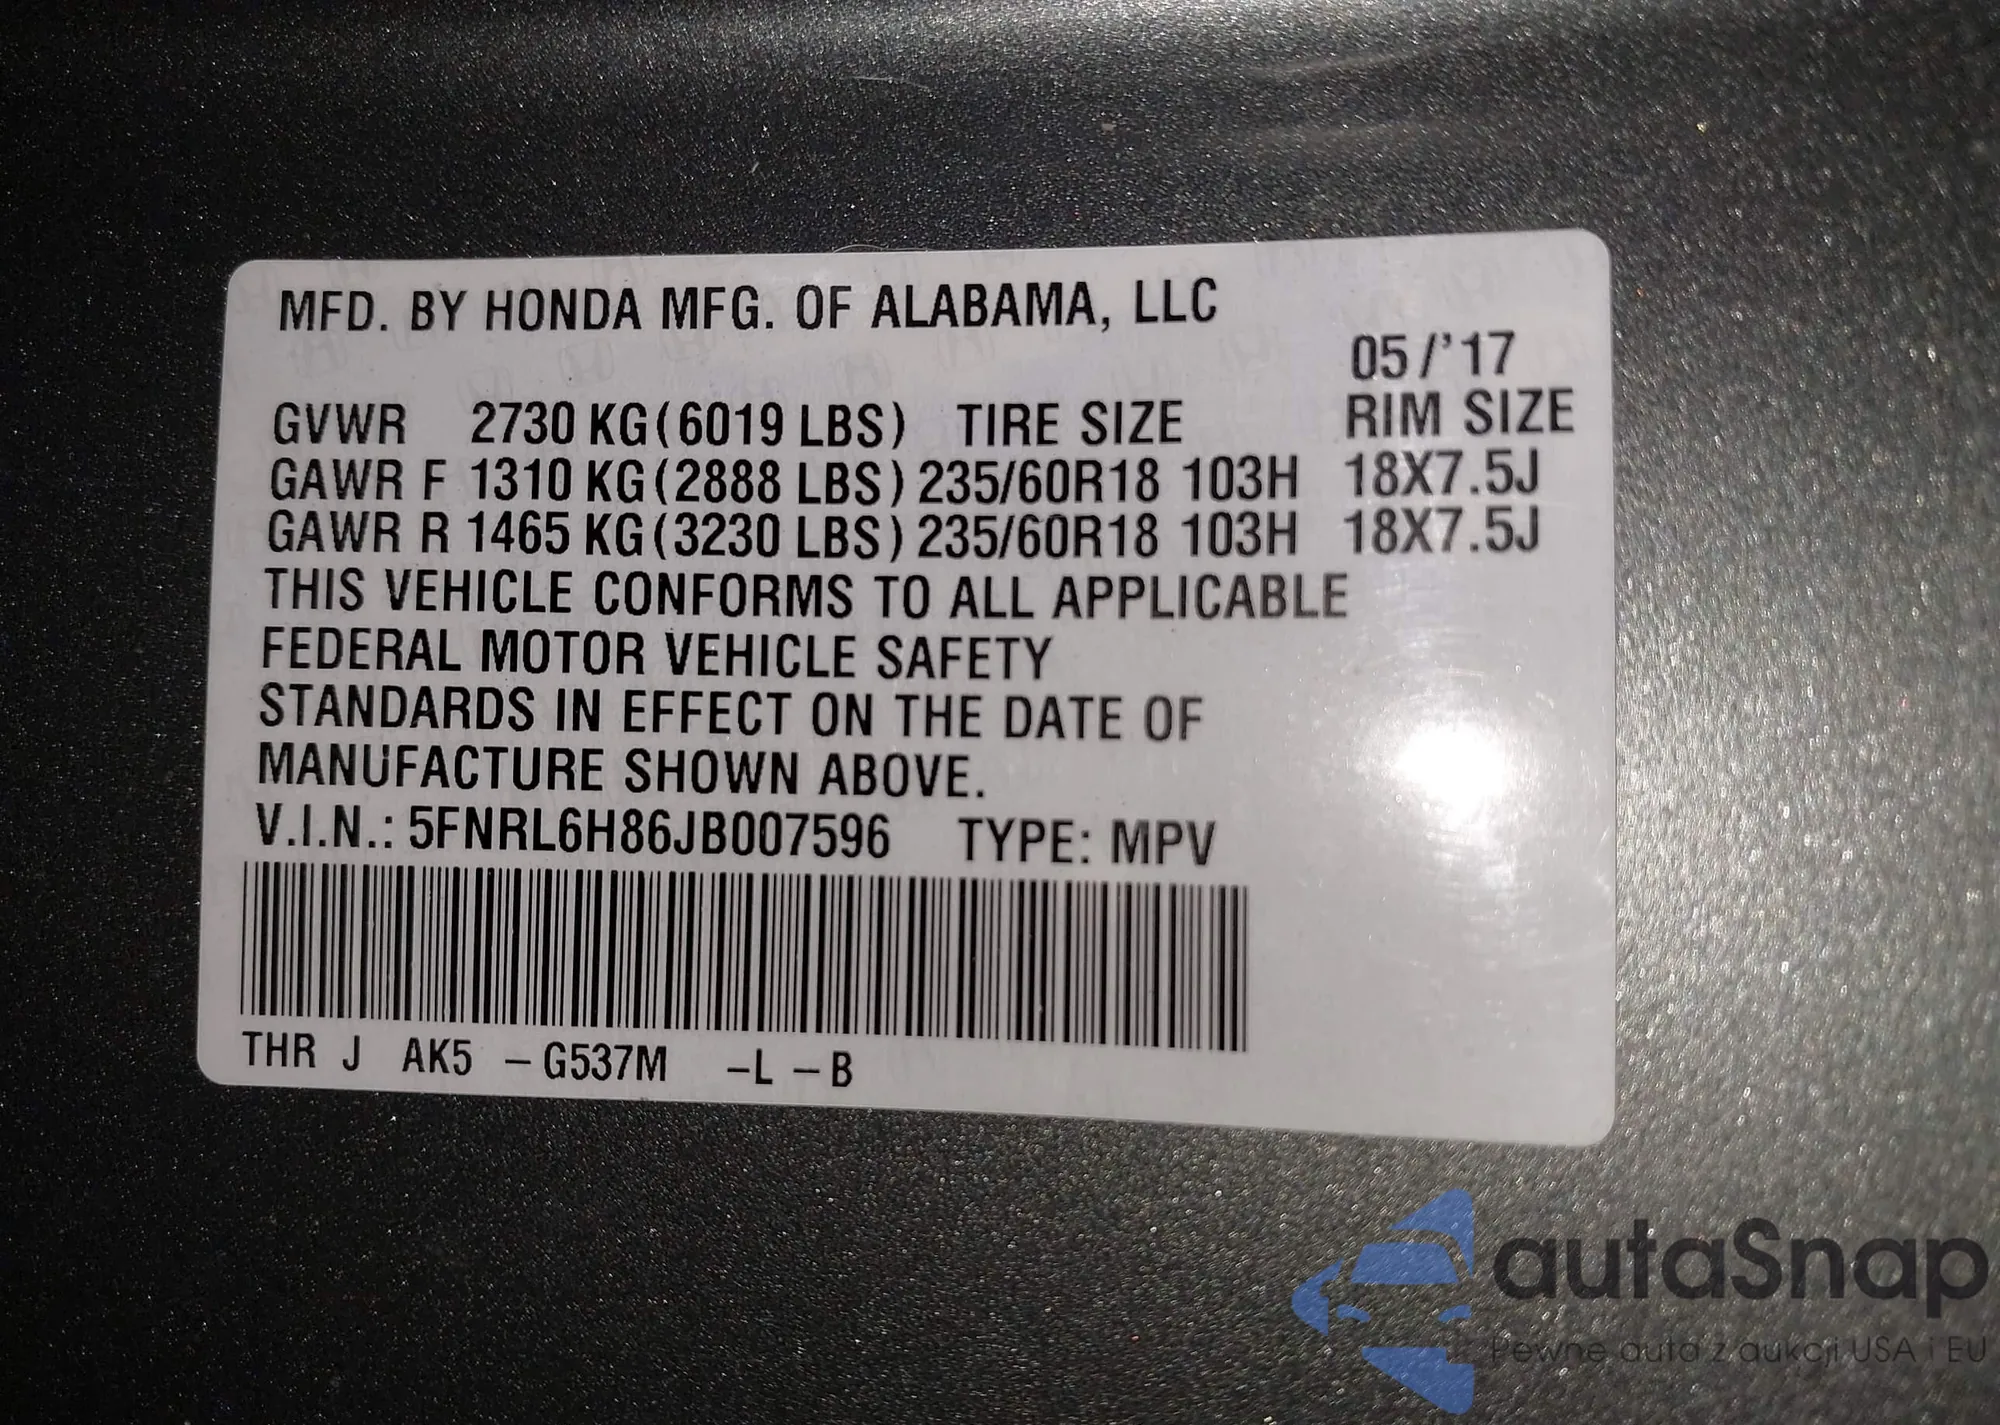 MFD. BY HONDA MFG. OF ALABAMA, LLC
05/'17
GVWR 2730 KG(6019 LBS) TIRE SIZE RIM SIZE
GAWR F 1310 KG(2888 LBS) 235/60R18 103H 18X7.5J
GAWR R 1465 KG(3230 LBS) 235/60R18 103H 18X7.5J
THIS VEHICLE CONFORMS TO ALL APPLICABLE
FEDERAL MOTOR VEHICLE SAFETY
STANDARDS IN EFFECT ON THE DATE OF
MANUFACTURE SHOWN ABOVE.
V.I.N.: 5FNRL6H86JB007596 TYPE: MPV
THR J AK5 -G537M -L -B
autaSnap
Pewne auta z aukcji USA i EU